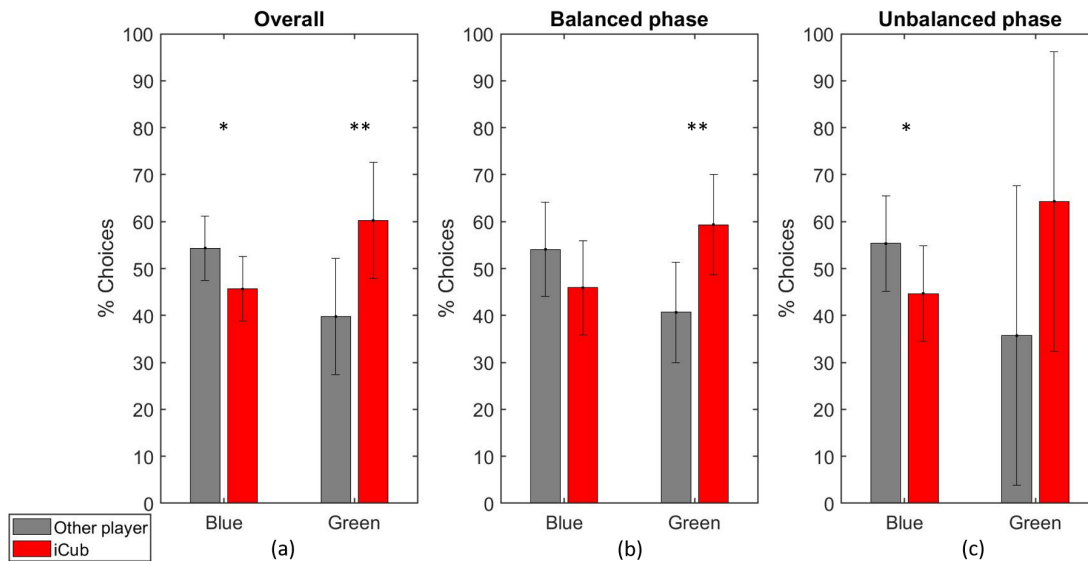 Overall
Balanced phase
Unbalanced phase
% Choices
100
90
80
70
60
50
40
30
20
10
0
*
**
Blue
Green
% Choices
100
90
80
70
60
50
40
30
20
10
0
**
Blue
Green
% Choices
100
90
80
70
60
50
40
30
20
10
0
*
Blue
Green
Other player
iCub
(a)
(b)
(c)